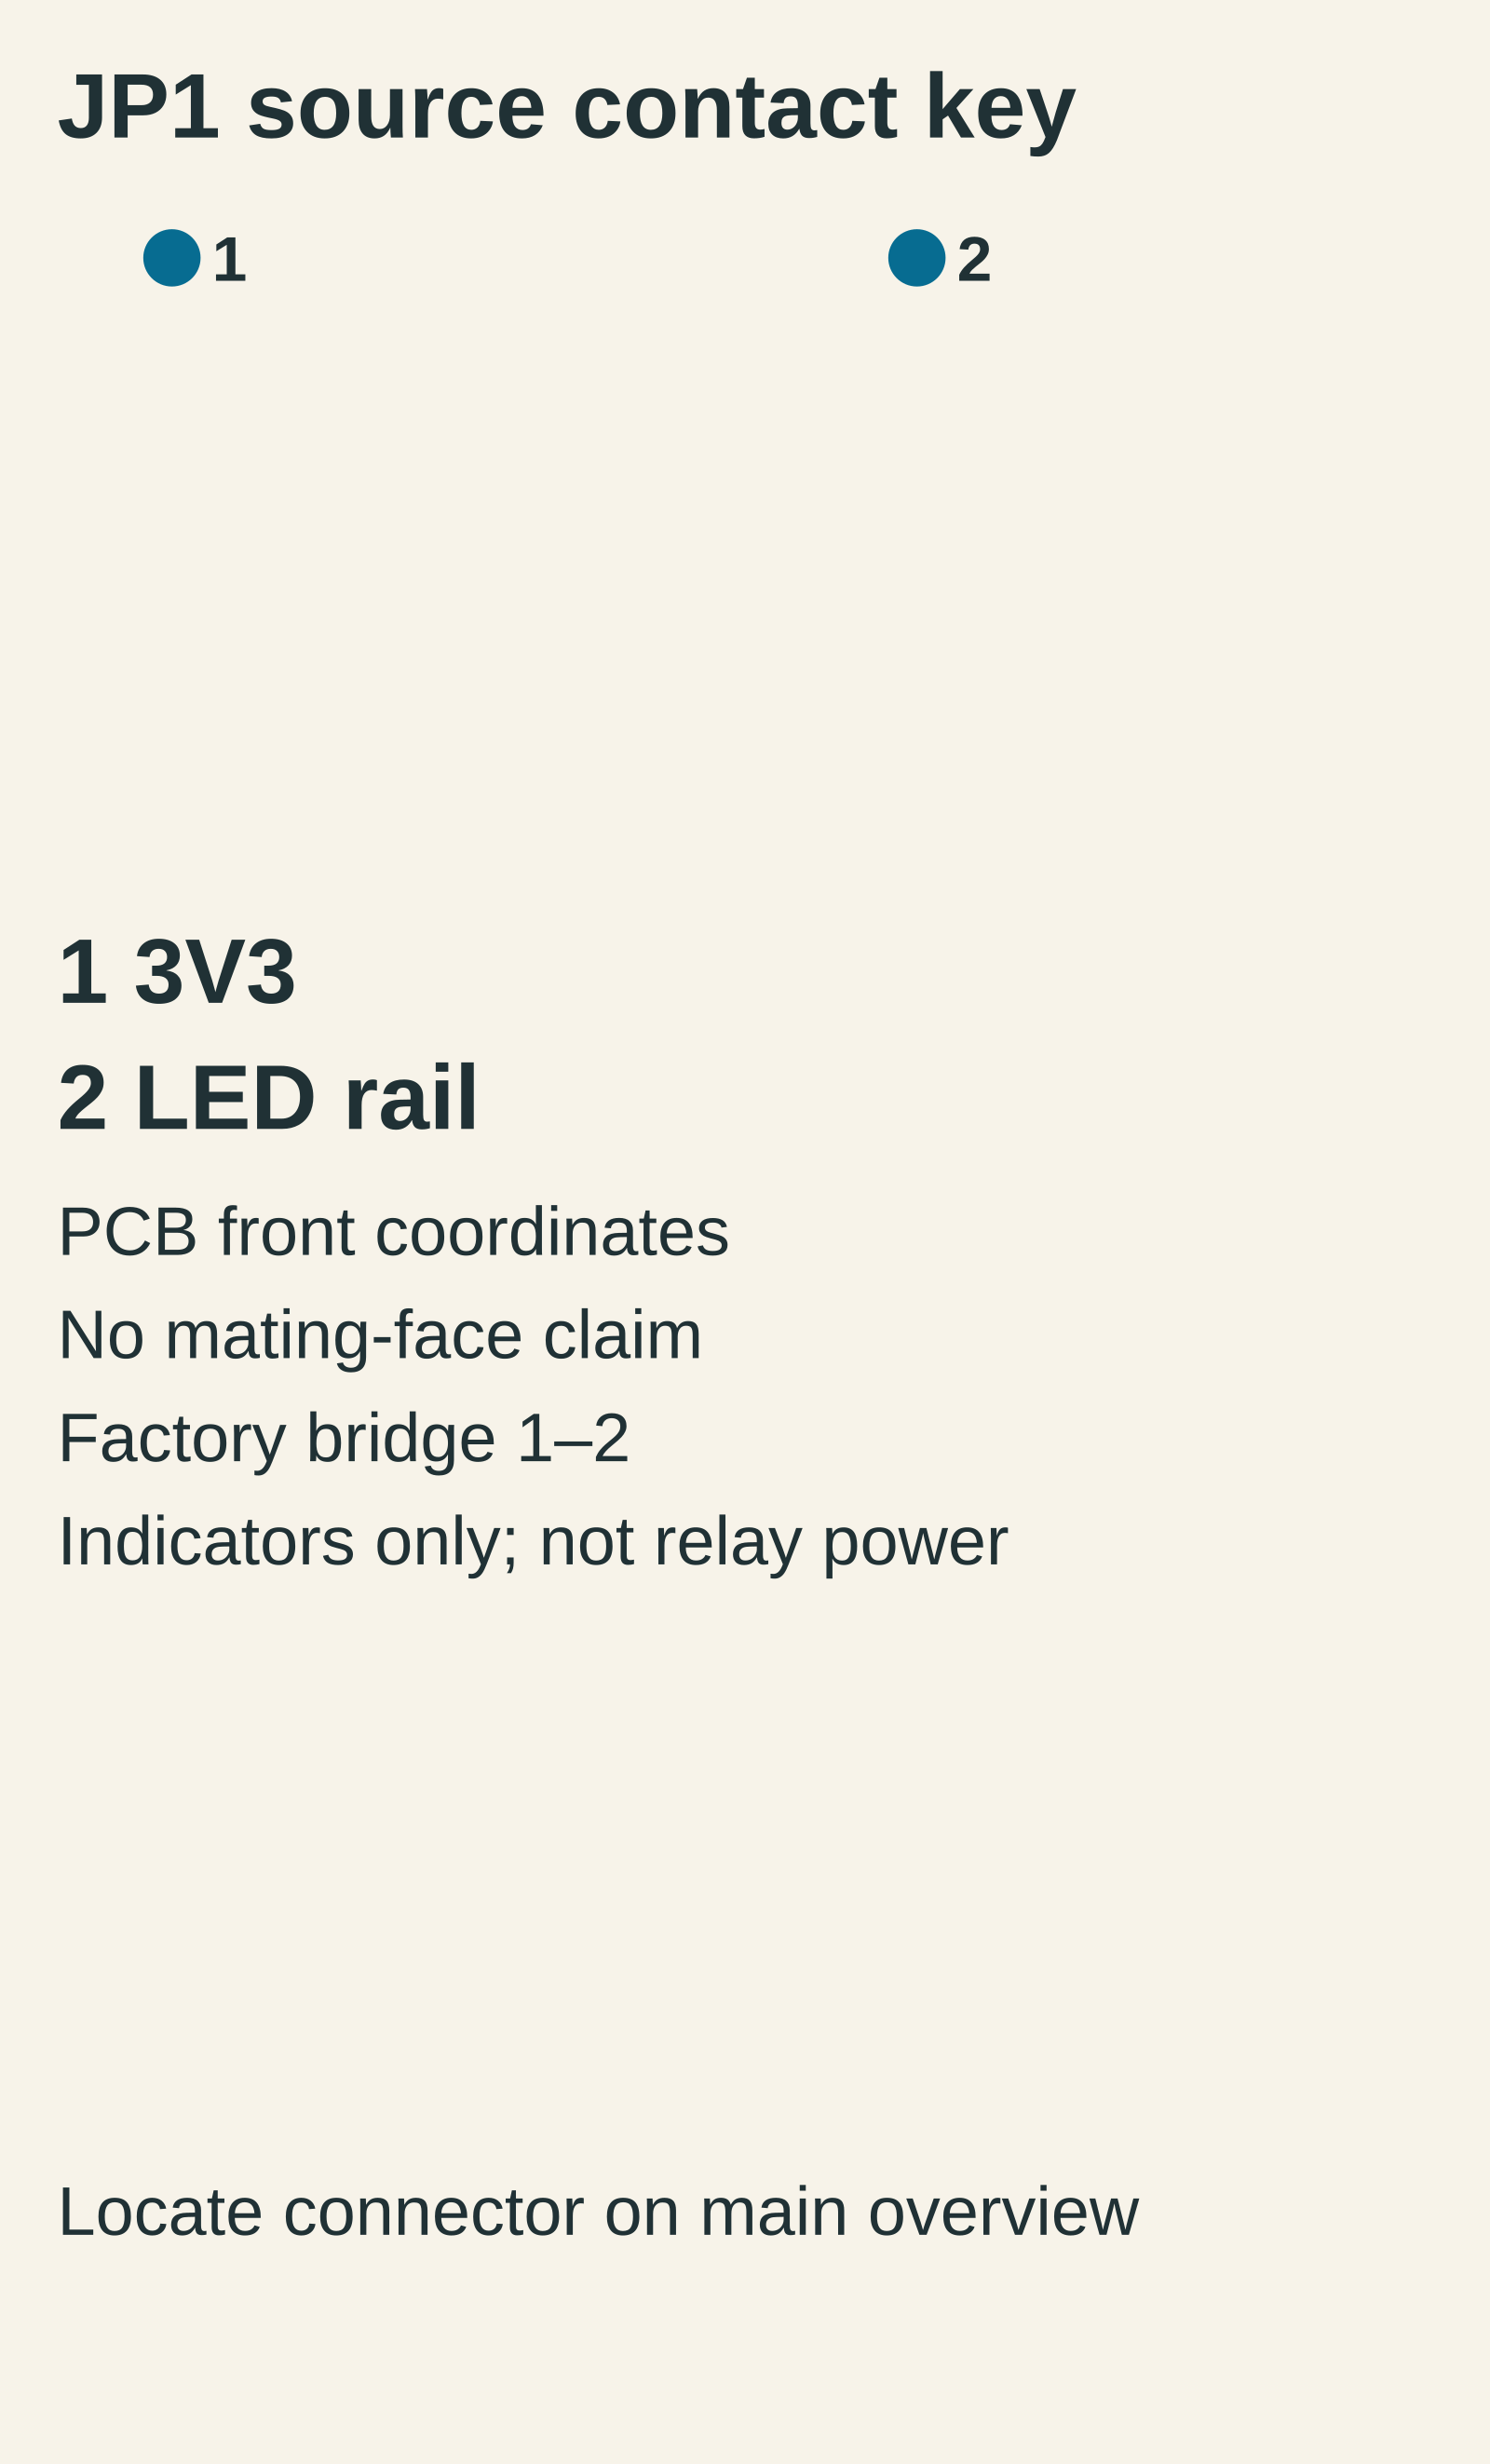 JP1 source contact key
1 2
1 3V3
2 LED rail
PCB front coordinates
No mating-face claim
Factory bridge 1–2
Indicators only; not relay power
Locate connector on main overview